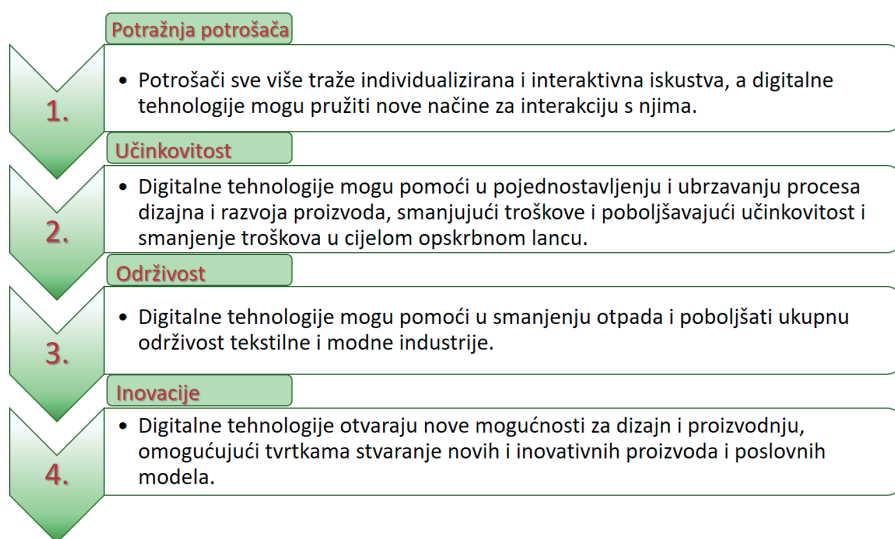 Potražnja potrošača
1.
• Potrošači sve više traže individualizirana i interaktivna iskustva, a digitalne
tehnologije mogu pružiti nove načine za interakciju s njima.
Učinkovitost
2.
• Digitalne tehnologije mogu pomoći u pojednostavljenju i ubrzavanju procesa
dizajna i razvoja proizvoda, smanjujući troškove i poboljšavajući učinkovitost i
smanjenje troškova u cijelom opskrbnom lancu.
Održivost
3.
• Digitalne tehnologije mogu pomoći u smanjenju otpada i poboljšati ukupnu
održivost tekstilne i modne industrije.
Inovacije
4.
• Digitalne tehnologije otvaraju nove mogućnosti za dizajn i proizvodnju,
omogućujući tvrtkama stvaranje novih i inovativnih proizvoda i poslovnih
modela.